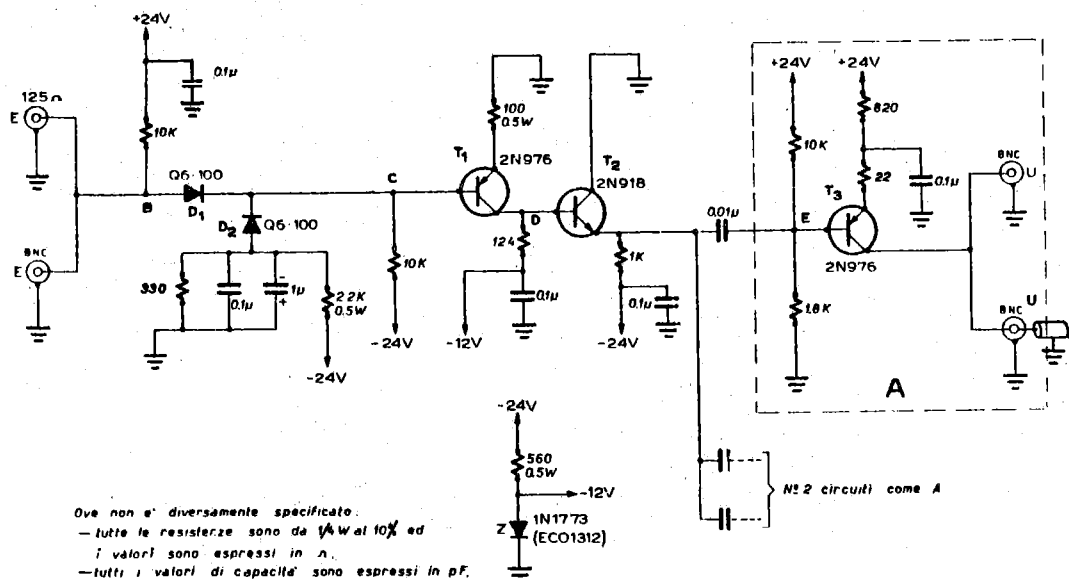 +24V
0.1µ
125Ω
E
10K
BNC
E
B
Q6·100
D1
D2
Q6·100
330
0.1µ
-
1µ
+
2.2K
0.5W
-24V
C
10K
-24V
100
0.5W
T1
2N976
D
124
0.1µ
-12V
T2
2N918
1K
0.1µ
-24V
0.01µ
+24V
+24V
820
10K
22
0.1µ
E
T3
2N976
1.8K
BNC
U
BNC
U
A
-24V
560
0.5W
-12V
Z
1N1773
(ECO1312)
N° 2 circuiti come A
Ove non e' diversamente specificato:
— tutte le resistenze sono da 1/4W al 10% ed
i valori sono espressi in Ω.
— tutti i valori di capacità sono espressi in pF.